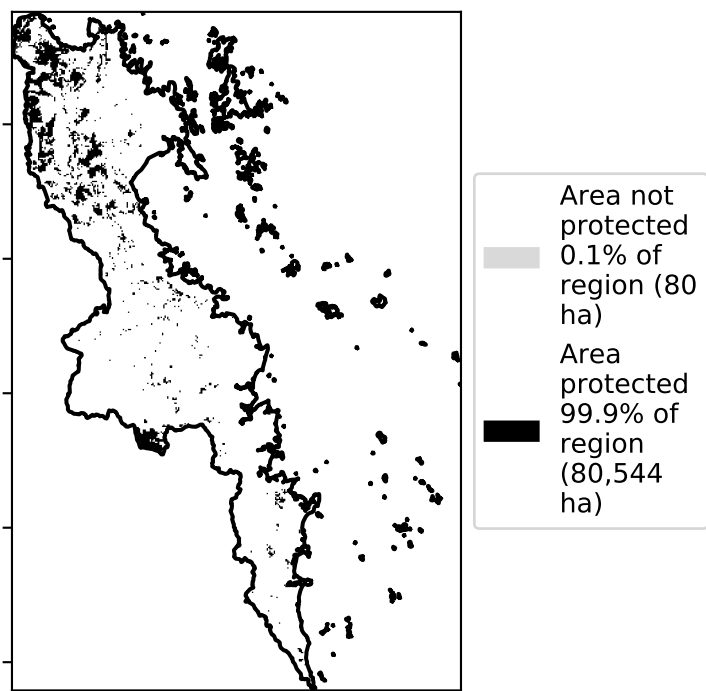 Area not
protected
0.1% of
region (80
ha)
Area
protected
99.9% of
region
(80,544
ha)